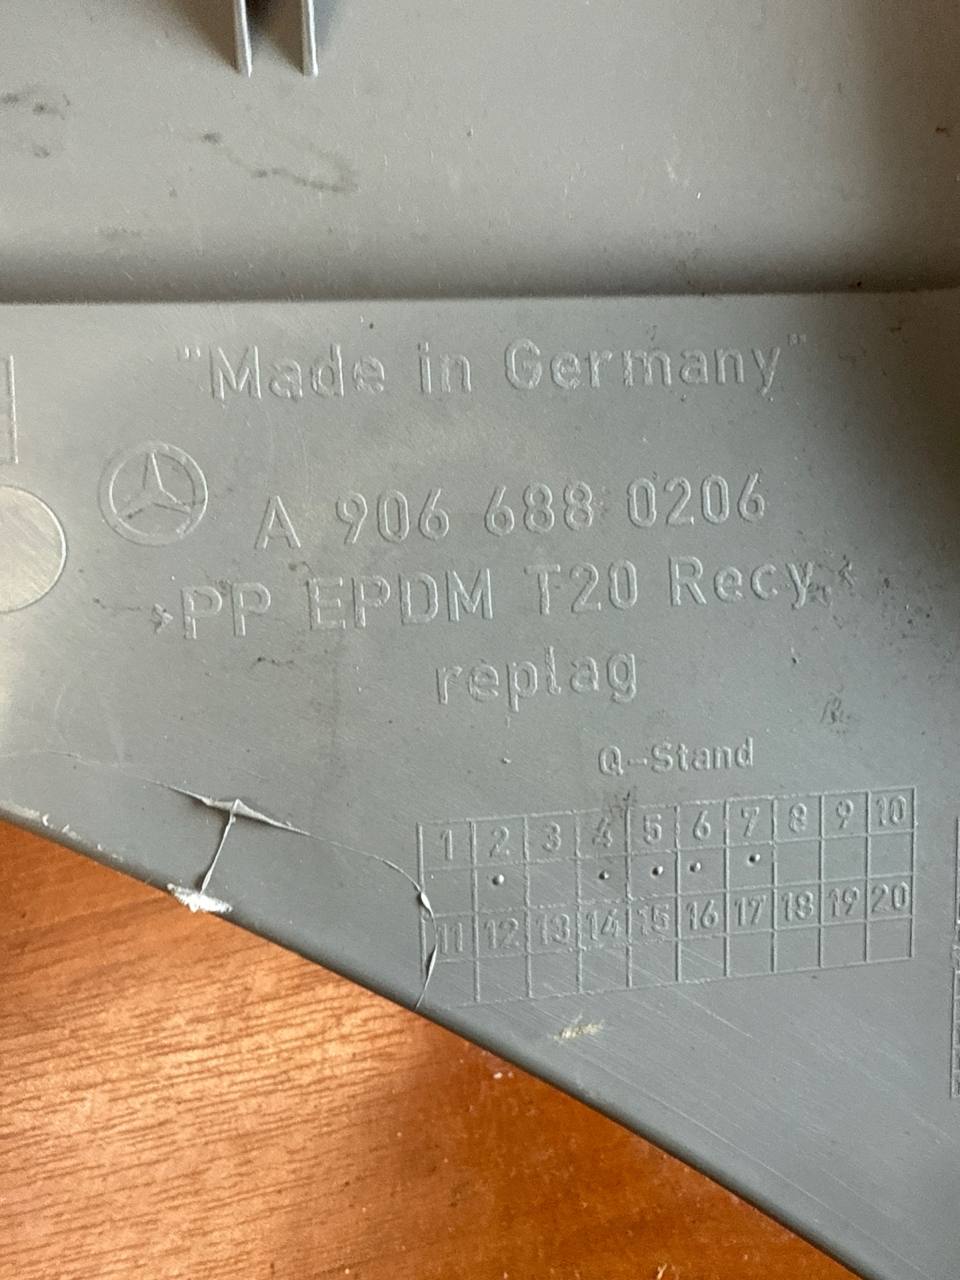 "Made in Germany"
A 906 688 0206
>PP EPDM T20 Recy.<
replag
Q-Stand
1 2 3 4 5 6 7 8 9 10
11 12 13 14 15 16 17 18 19 20